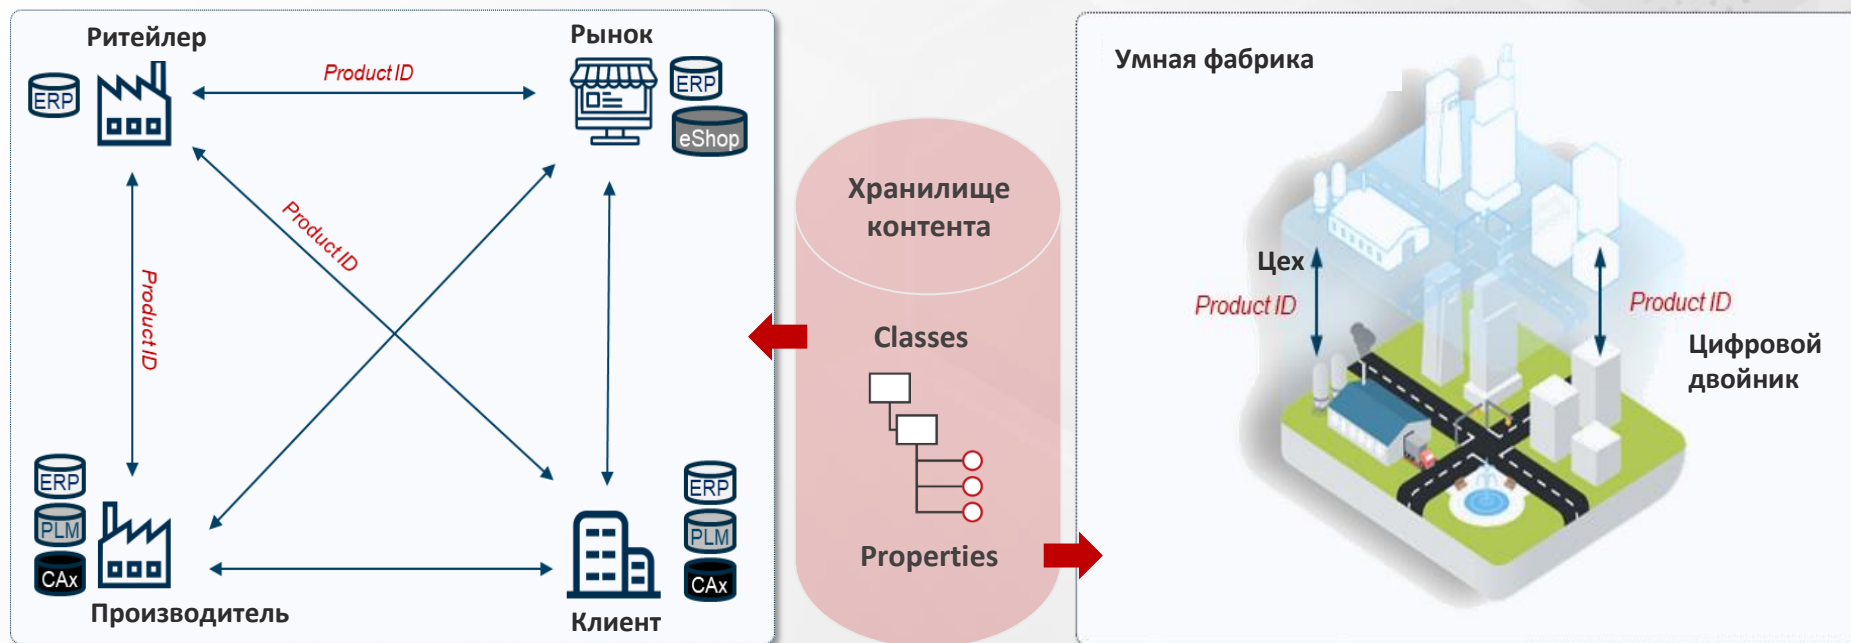 Ритейлер
ERP
Product ID
Рынок
ERP
eShop
Product ID
Product ID
ERP
PLM
CAx
Производитель
ERP
PLM
CAx
Клиент
Хранилище
контента
Classes
Properties
Умная фабрика
Цех
Product ID
Product ID
Цифровой
двойник